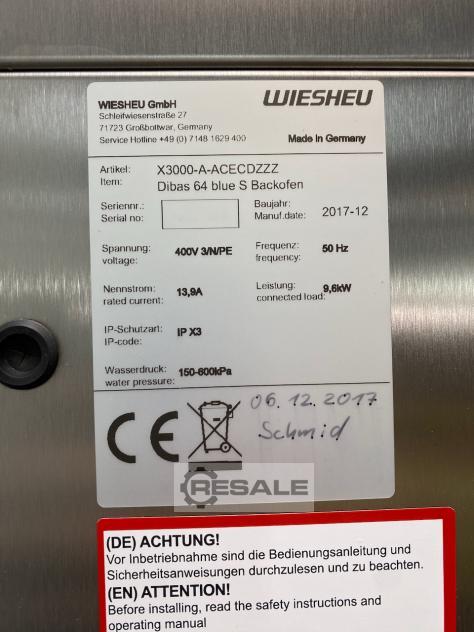 WIESHEU GmbH
Schleifwiesenstraße 27
71723 Großbottwar, Germany
Service Hotline +49 (0) 7148 1629 400
WIESHEU
Made in Germany
Artikel: X3000-A-ACECDZZZ
Item: Dibas 64 blue S Backofen
Seriennr.:
Serial no:
Baujahr:
Manuf.date: 2017-12
Spannung:
voltage: 400V 3/N/PE
Frequenz:
frequency: 50 Hz
Nennstrom:
rated current: 13,9A
Leistung:
connected load: 9,6kW
IP-Schutzart:
IP-code: IP X3
Wasserdruck:
water pressure: 150-600kPa
CE
06.12.2017
Schmid
RESALE
(DE) ACHTUNG!
Vor Inbetriebnahme sind die Bedienungsanleitung und
Sicherheitsanweisungen durchzulesen und zu beachten.
(EN) ATTENTION!
Before installing, read the safety instructions and
operating manual